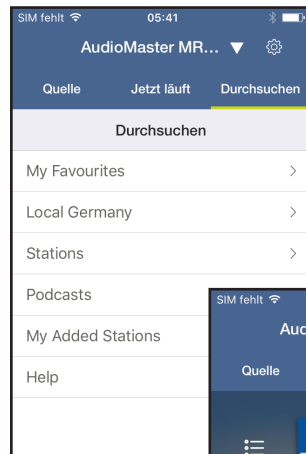 SIM fehlt 05:41
AudioMaster MR... ▼
Quelle Jetzt läuft Durchsuchen
Durchsuchen
My Favourites
Local Germany
Stations
Podcasts
My Added Stations
Help
SIM fehlt
Aud
Quelle